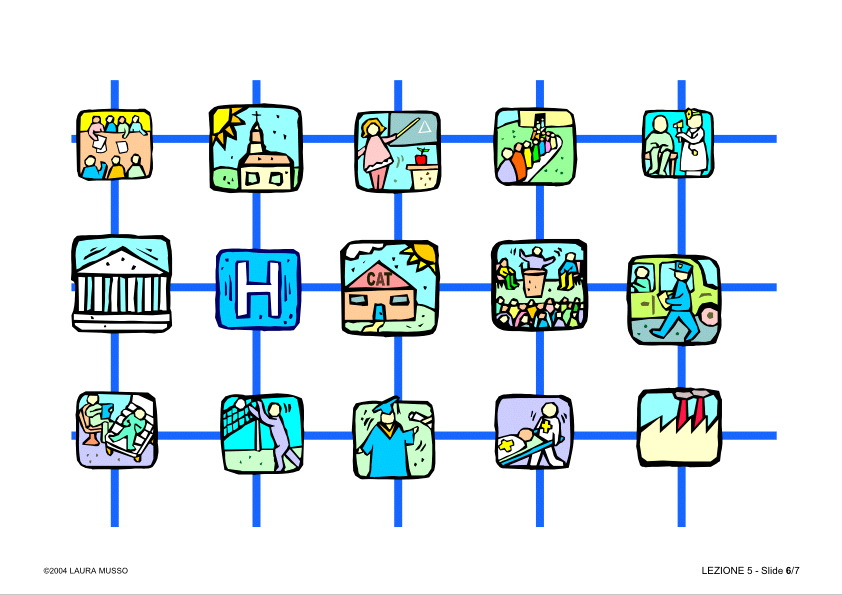 H
CAT
©2004 LAURA MUSSO
LEZIONE 5 - Slide 6/7